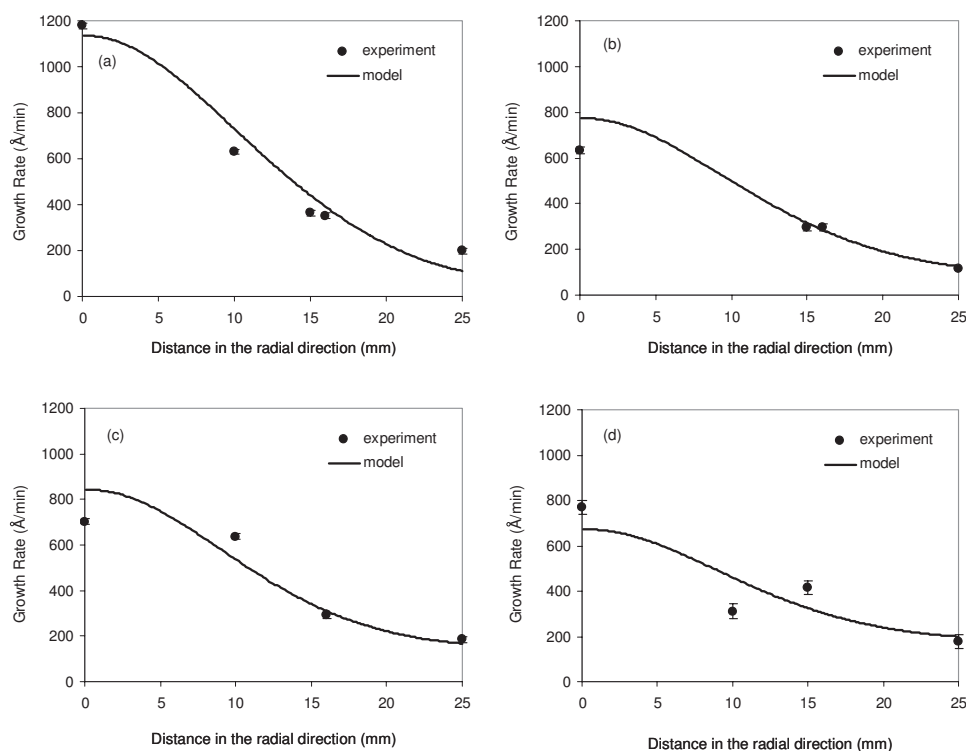 1200
1000
800
600
400
200
0
Growth Rate (Å/min)
(a)
experiment
model
0 5 10 15 20 25
Distance in the radial direction (mm)
1200
1000
800
600
400
200
0
Growth Rate (Å/min)
(b)
experiment
model
0 5 10 15 20 25
Distance in the radial direction (mm)
1200
1000
800
600
400
200
0
Growth Rate (Å/min)
(c)
experiment
model
0 5 10 15 20 25
Distance in the radial direction (mm)
1200
1000
800
600
400
200
0
Growth Rate (Å/min)
(d)
experiment
model
0 5 10 15 20 25
Distance in the radial direction (mm)